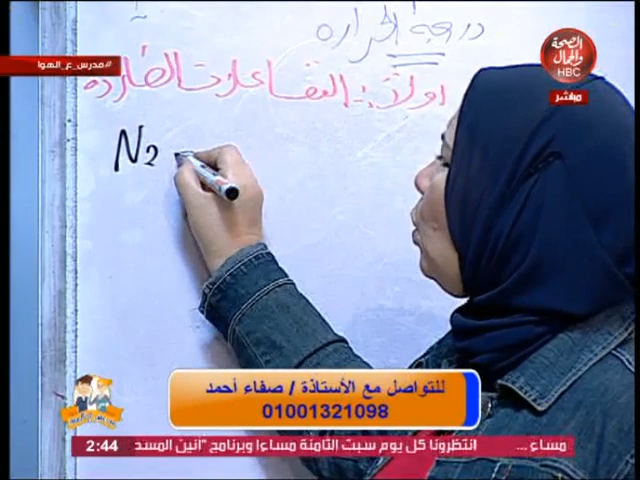 درجة الحرارة
أولاً: التفاعلات الطاردة
N2
الصحة
والجمال
HBC
مباشر
#مدرس_ع_الهوا
للتواصل مع الأستاذة / صفاء أحمد
01001321098
2:44
مساءً ... انتظرونا كل يوم سبت الثامنة مساءا وبرنامج "انين المسد